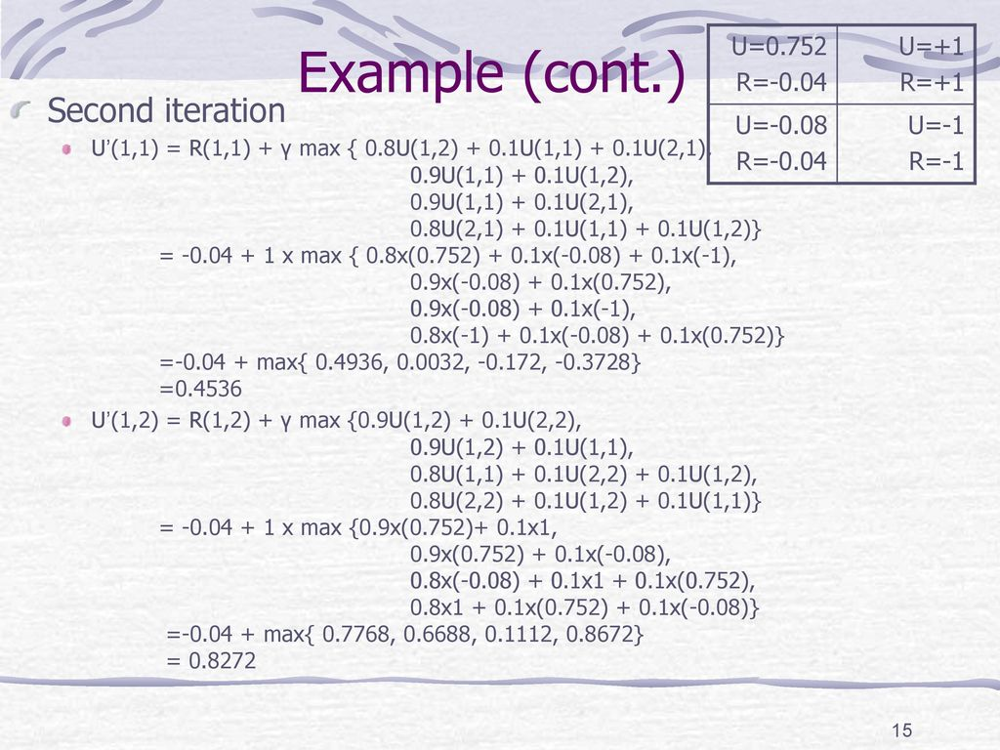 Example (cont.)
U=0.752 U=+1
R=-0.04 R=+1
U=-0.08 U=-1
R=-0.04 R=-1
Second iteration
U’(1,1) = R(1,1) + γ max { 0.8U(1,2) + 0.1U(1,1) + 0.1U(2,1),
0.9U(1,1) + 0.1U(1,2),
0.9U(1,1) + 0.1U(2,1),
0.8U(2,1) + 0.1U(1,1) + 0.1U(1,2)}
= -0.04 + 1 x max { 0.8x(0.752) + 0.1x(-0.08) + 0.1x(-1),
0.9x(-0.08) + 0.1x(0.752),
0.9x(-0.08) + 0.1x(-1),
0.8x(-1) + 0.1x(-0.08) + 0.1x(0.752)}
=-0.04 + max{ 0.4936, 0.0032, -0.172, -0.3728}
=0.4536
U’(1,2) = R(1,2) + γ max {0.9U(1,2) + 0.1U(2,2),
0.9U(1,2) + 0.1U(1,1),
0.8U(1,1) + 0.1U(2,2) + 0.1U(1,2),
0.8U(2,2) + 0.1U(1,2) + 0.1U(1,1)}
= -0.04 + 1 x max {0.9x(0.752)+ 0.1x1,
0.9x(0.752) + 0.1x(-0.08),
0.8x(-0.08) + 0.1x1 + 0.1x(0.752),
0.8x1 + 0.1x(0.752) + 0.1x(-0.08)}
=-0.04 + max{ 0.7768, 0.6688, 0.1112, 0.8672}
= 0.8272
15